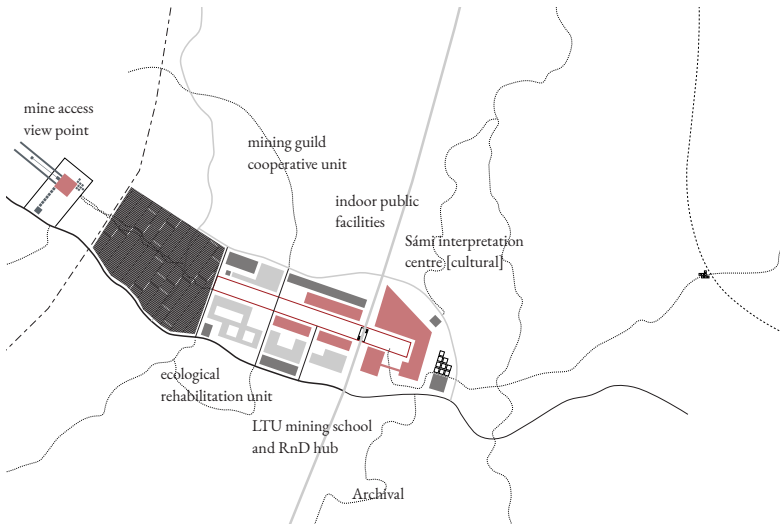 mine access
view point
mining guild
cooperative unit
indoor public
facilities
Sámi interpretation
centre [cultural]
ecological
rehabilitation unit
LTU mining school
and RnD hub
Archival